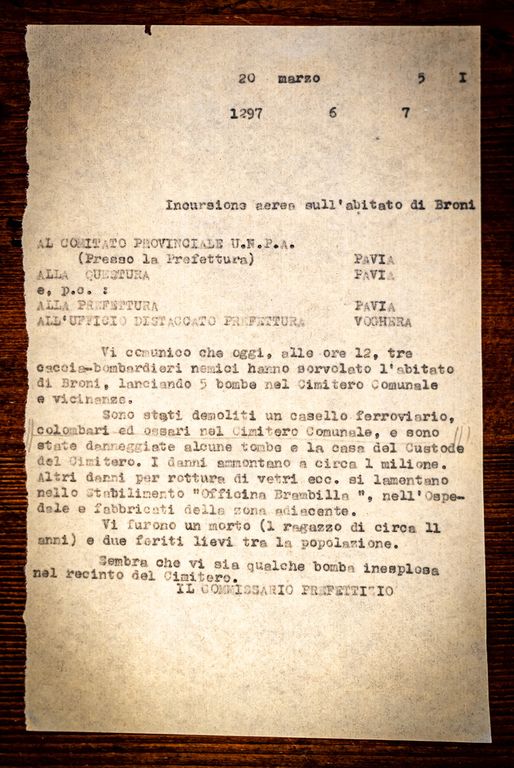 20 marzo 5 I
1297 6 7
Incursione aerea sull'abitato di Broni
AL COMITATO PROVINCIALE U.N.P.A.
(Presso la Prefettura) PAVIA
ALLA QUESTURA PAVIA
e, p.c. :
ALLA PREFETTURA PAVIA
ALL'UFFICIO DISTACCATO PREFETTURA VOGHERA
Vi comunico che oggi, alle ore 12, tre
caccia-bombardieri nemici hanno sorvolato l'abitato
di Broni, lanciando 5 bombe nel Cimitero Comunale
e vicinanze.
Sono stati demoliti un casello ferroviario,
colombari ed ossari nel Cimitero Comunale, e sono
state danneggiate alcune tombe e la casa del Custode
del Cimitero. I danni ammontano a circa 1 milione.
Altri danni per rottura di vetri ecc. si lamentano
nello Stabilimento "Officina Brambilla ", nell'Ospe-
dale e fabbricati della zona adiacente.
Vi furono un morto (1 ragazzo di circa 11
anni) e due feriti lievi tra la popolazione.
Sembra che vi sia qualche bomba inesplosa
nel recinto del Cimitero.
IL COMMISSARIO PREFETTIZIO